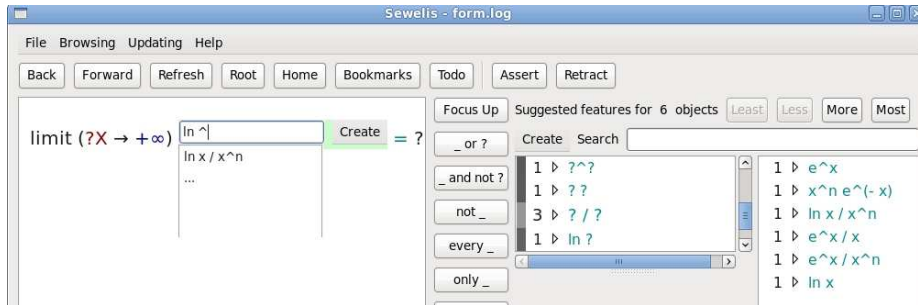 Sewelis - form.log
File Browsing Updating Help
Back Forward Refresh Root Home Bookmarks Todo Assert Retract
limit (?X → +∞) ln ^ Create = ?
ln x / x^n
...
Focus Up
_ or ?
_ and not ?
not _
every _
only _
Suggested features for 6 objects Least Less More Most
Create Search
1 ▷ ?^?
1 ▷ ? ?
3 ▷ ? / ?
1 ▷ ln ?
1 ▷ e^x
1 ▷ x^n e^(- x)
1 ▷ ln x / x^n
1 ▷ e^x / x
1 ▷ e^x / x^n
1 ▷ ln x